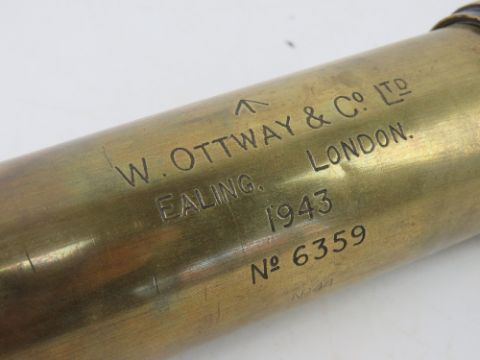 W. OTTWAY & Co. LTD
EALING. LONDON.
1943
No 6359